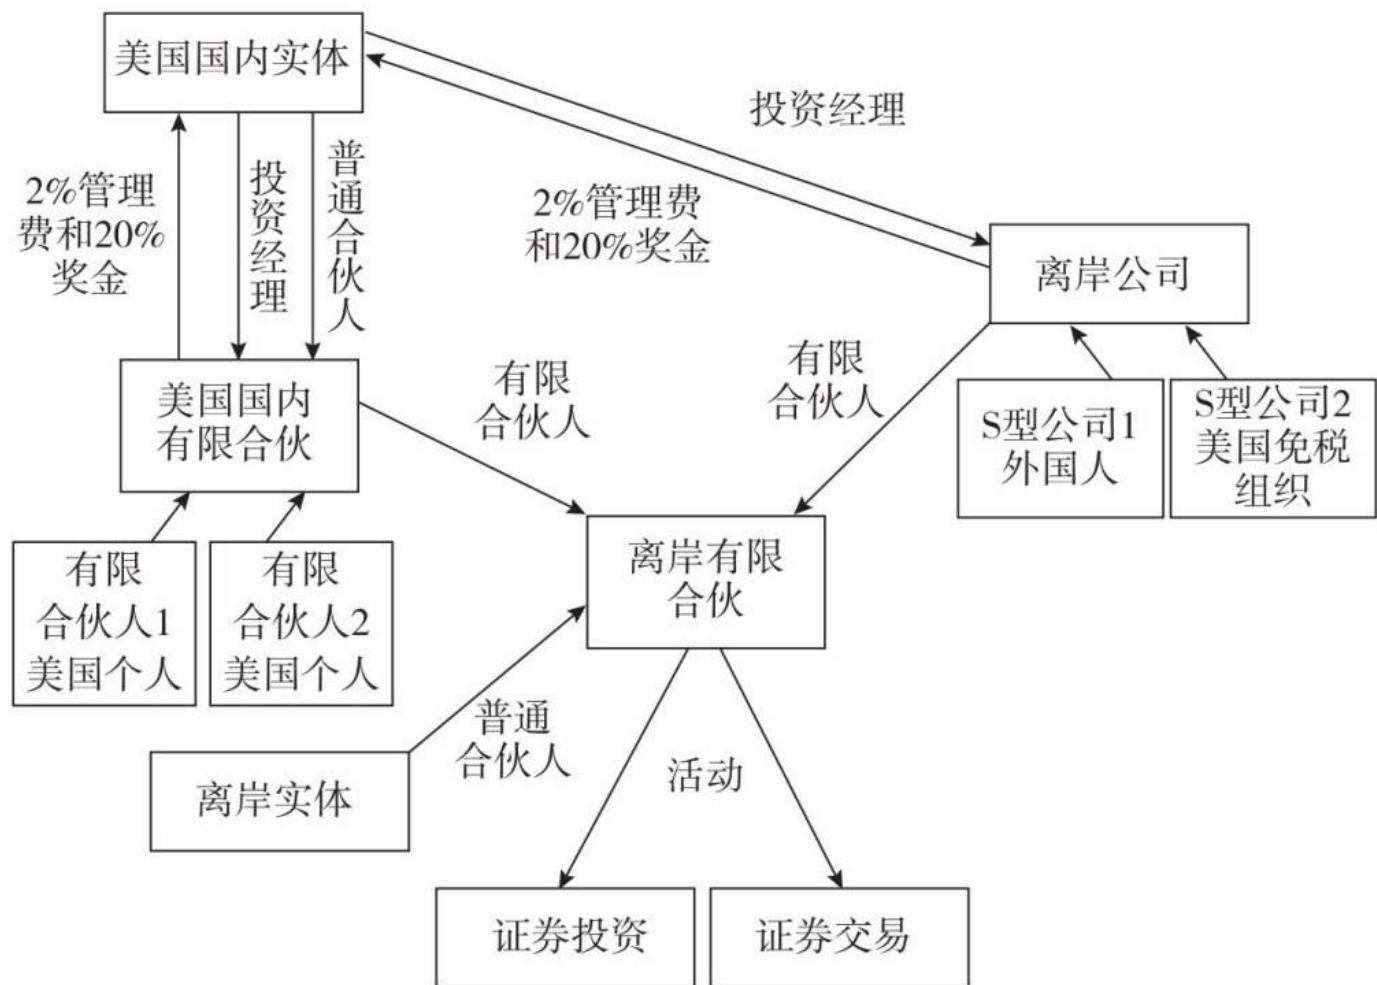 美国国内实体
投资经理
2%管理
费和20%
奖金
投资经理
普通合伙人
2%管理费
和20%奖金
离岸公司
美国国内
有限合伙
有限
合伙人
有限
合伙人
S型公司1
外国人
S型公司2
美国免税
组织
有限
合伙人1
美国个人
有限
合伙人2
美国个人
离岸有限
合伙
普通
合伙人
离岸实体
活动
证券投资
证券交易